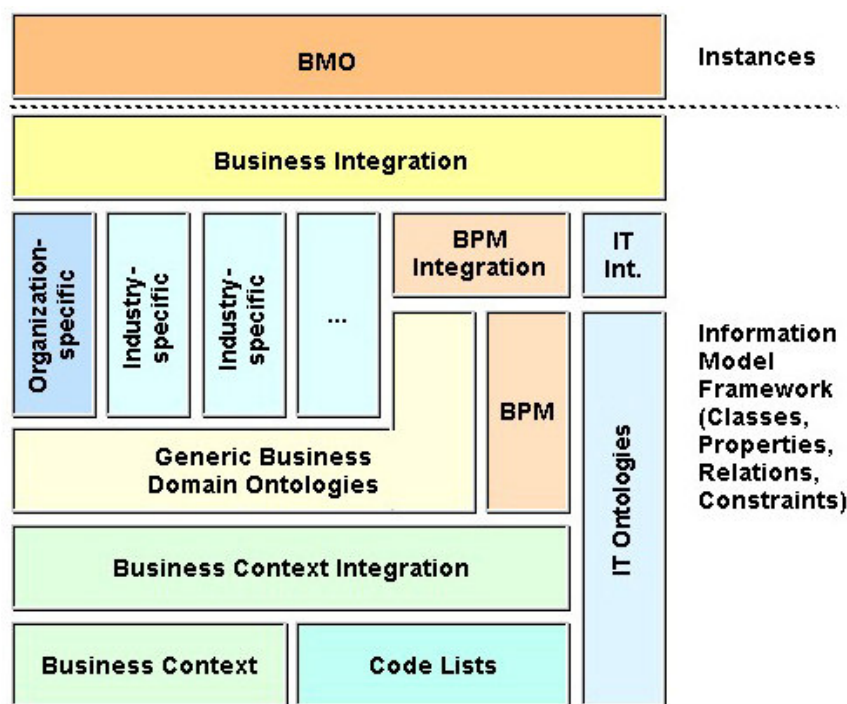 BMO
Instances
Business Integration
Organization-
specific
Industry-
specific
Industry-
specific
...
BPM
Integration
IT
Int.
Information
Model
Framework
(Classes,
Properties,
Relations,
Constraints)
BPM
Generic Business
Domain Ontologies
IT Ontologies
Business Context Integration
Business Context
Code Lists